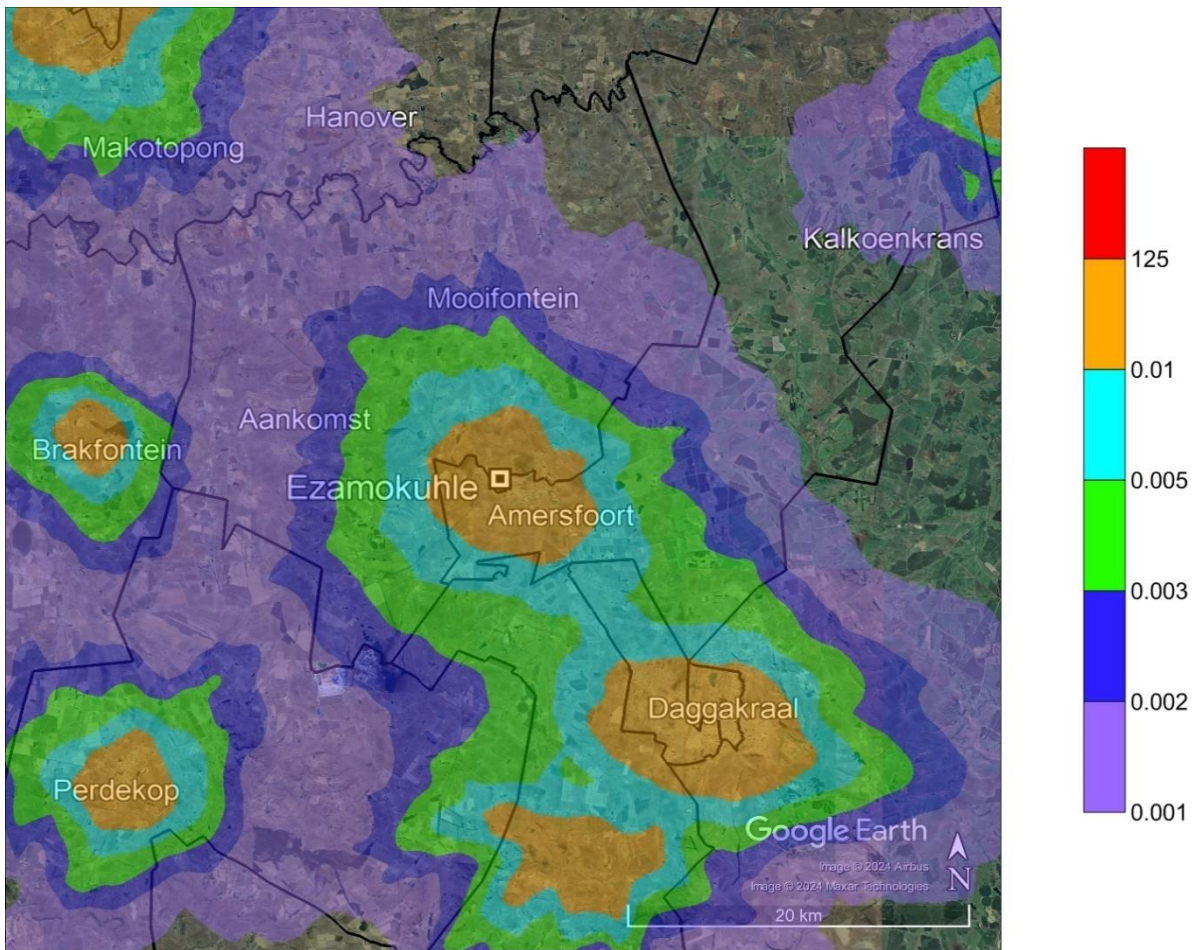 Hanover
Makotopong
Kalkoenkrans
Mooifontein
Aankomst
Brakfontein
Ezamokuhle
Amersfoort
Daggakraal
Perdekop
Google Earth
Image © 2024 Airbus
Image © 2024 Maxar Technologies
N
20 km
125
0.01
0.005
0.003
0.002
0.001